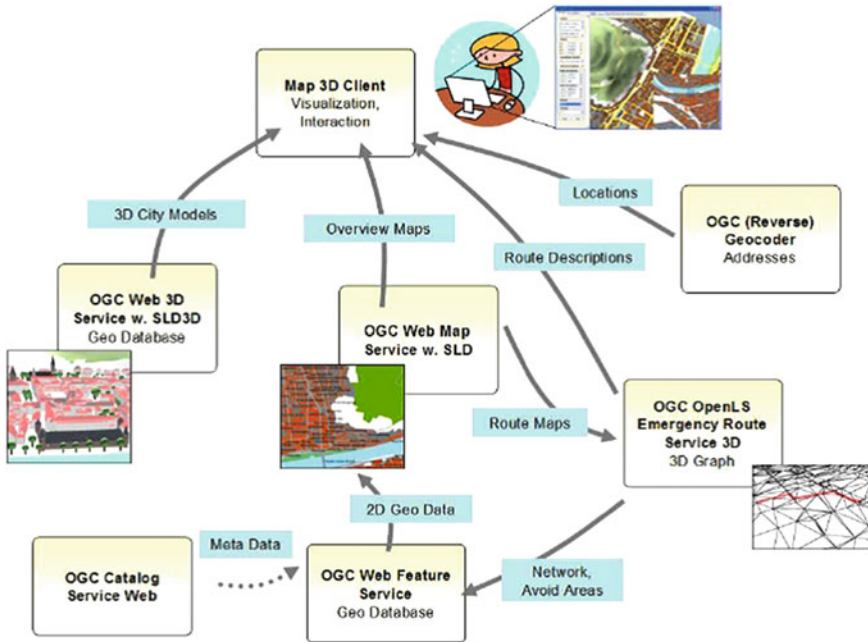 Map 3D Client
Visualization,
Interaction
3D City Models
Overview Maps
Locations
Route Descriptions
OGC (Reverse)
Geocoder
Addresses
OGC Web 3D
Service w. SLD3D
Geo Database
OGC Web Map
Service w. SLD
Route Maps
OGC OpenLS
Emergency Route
Service 3D
3D Graph
2D Geo Data
Meta Data
OGC Catalog
Service Web
OGC Web Feature
Service
Geo Database
Network,
Avoid Areas